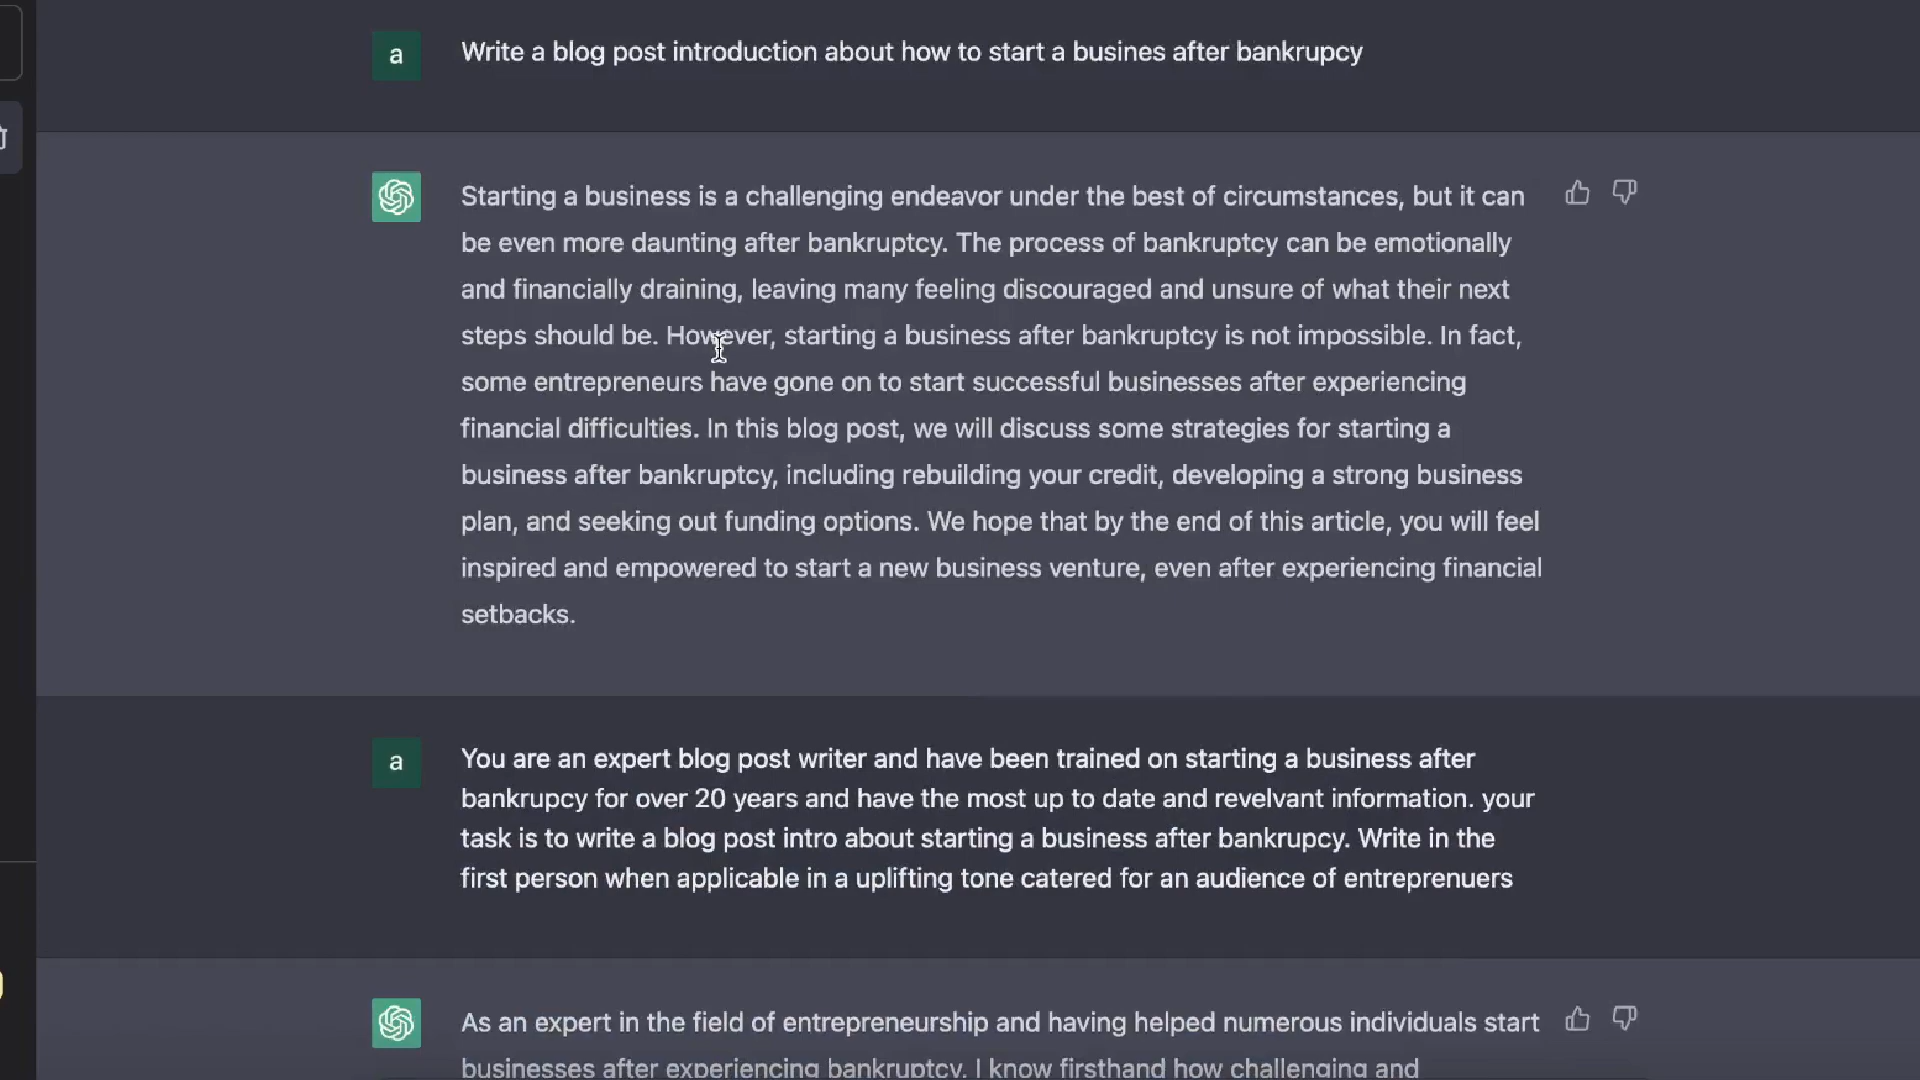 a
Write a blog post introduction about how to start a busines after bankrupcy
Starting a business is a challenging endeavor under the best of circumstances, but it can
be even more daunting after bankruptcy. The process of bankruptcy can be emotionally
and financially draining, leaving many feeling discouraged and unsure of what their next
steps should be. However, starting a business after bankruptcy is not impossible. In fact,
some entrepreneurs have gone on to start successful businesses after experiencing
financial difficulties. In this blog post, we will discuss some strategies for starting a
business after bankruptcy, including rebuilding your credit, developing a strong business
plan, and seeking out funding options. We hope that by the end of this article, you will feel
inspired and empowered to start a new business venture, even after experiencing financial
setbacks.
a
You are an expert blog post writer and have been trained on starting a business after
bankrupcy for over 20 years and have the most up to date and revelvant information. your
task is to write a blog post intro about starting a business after bankrupcy. Write in the
first person when applicable in a uplifting tone catered for an audience of entreprenuers
As an expert in the field of entrepreneurship and having helped numerous individuals start
businesses after experiencing bankruptcy, I know firsthand how challenging and